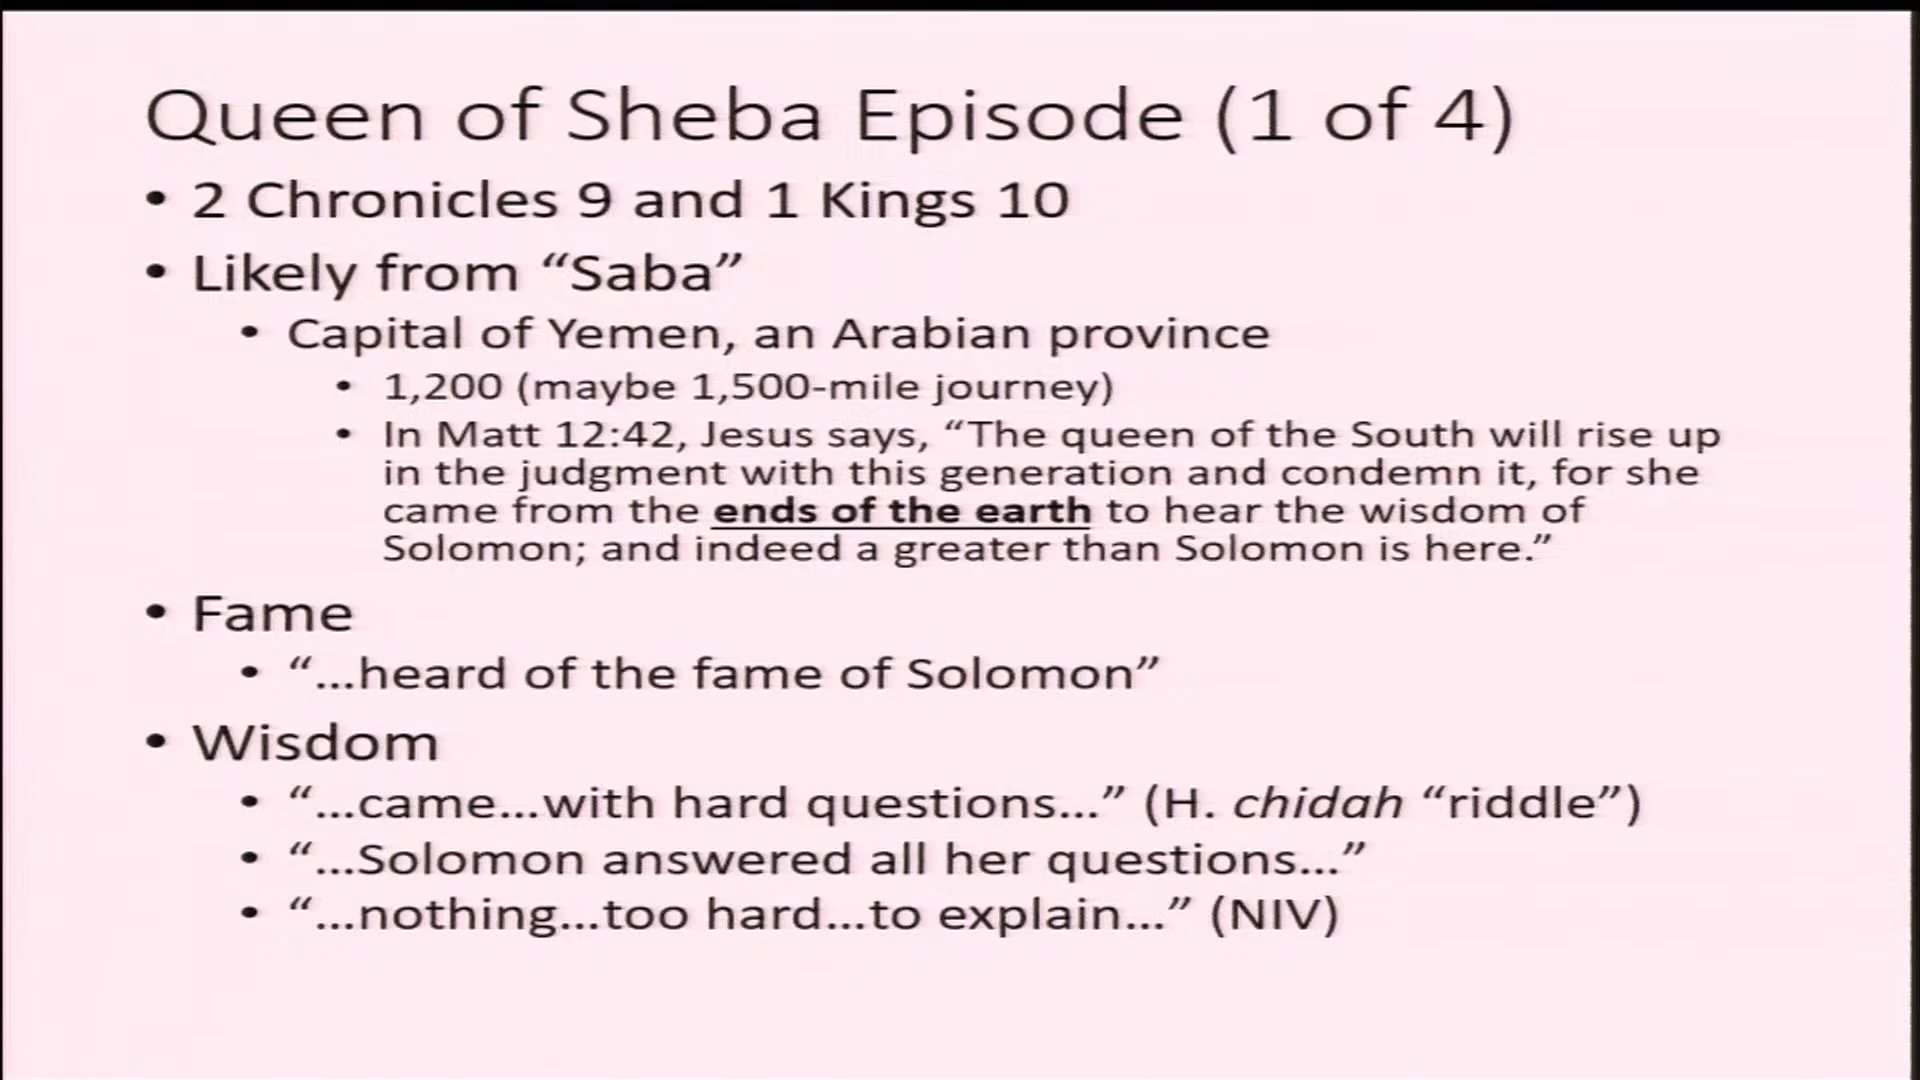 Queen of Sheba Episode (1 of 4)
• 2 Chronicles 9 and 1 Kings 10
• Likely from “Saba”
• Capital of Yemen, an Arabian province
• 1,200 (maybe 1,500-mile journey)
• In Matt 12:42, Jesus says, “The queen of the South will rise up
in the judgment with this generation and condemn it, for she
came from the ends of the earth to hear the wisdom of
Solomon; and indeed a greater than Solomon is here.”
• Fame
• “…heard of the fame of Solomon”
• Wisdom
• “…came…with hard questions…” (H. chidah “riddle”)
• “…Solomon answered all her questions…”
• “…nothing…too hard…to explain…” (NIV)